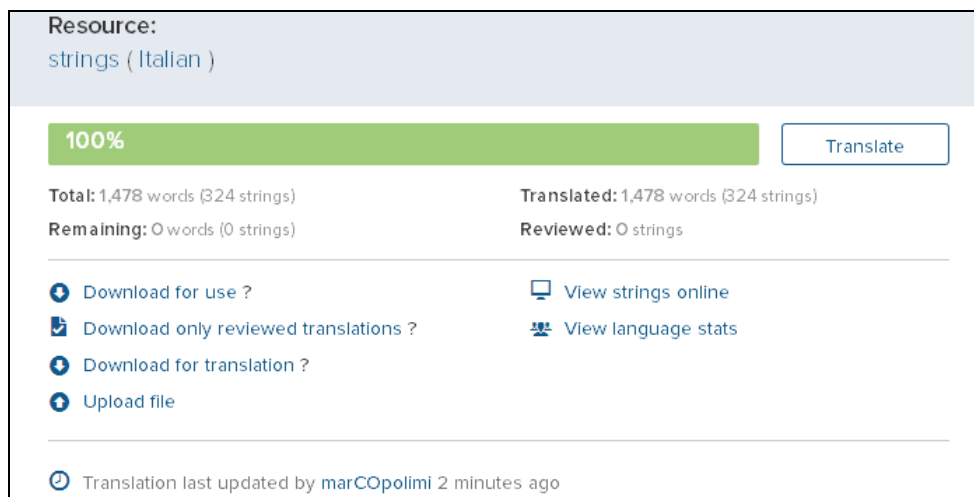 Resource:
strings ( Italian )
100%
Translate
Total: 1,478 words (324 strings)
Translated: 1,478 words (324 strings)
Remaining: 0 words (0 strings)
Reviewed: 0 strings
Download for use ?
View strings online
Download only reviewed translations ?
View language stats
Download for translation ?
Upload file
Translation last updated by marCOpolimi 2 minutes ago